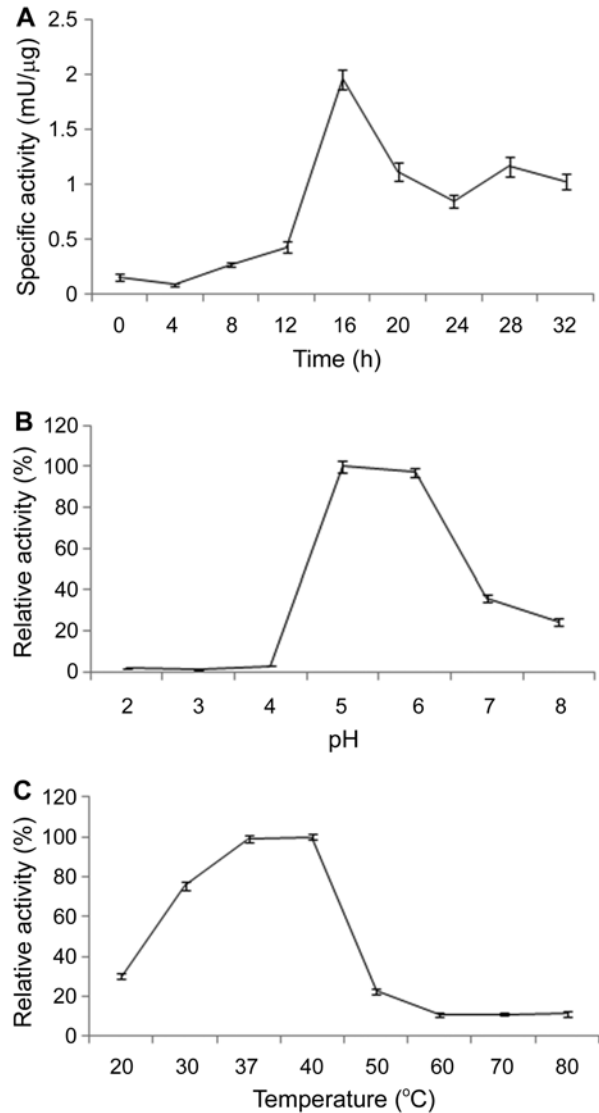 A
Specific activity (mU/μg)
2.5
2
1.5
1
0.5
0
0 4 8 12 16 20 24 28 32
Time (h)
B
Relative activity (%)
120
100
80
60
40
20
0
2 3 4 5 6 7 8
pH
C
Relative activity (%)
120
100
80
60
40
20
0
20 30 37 40 50 60 70 80
Temperature (°C)